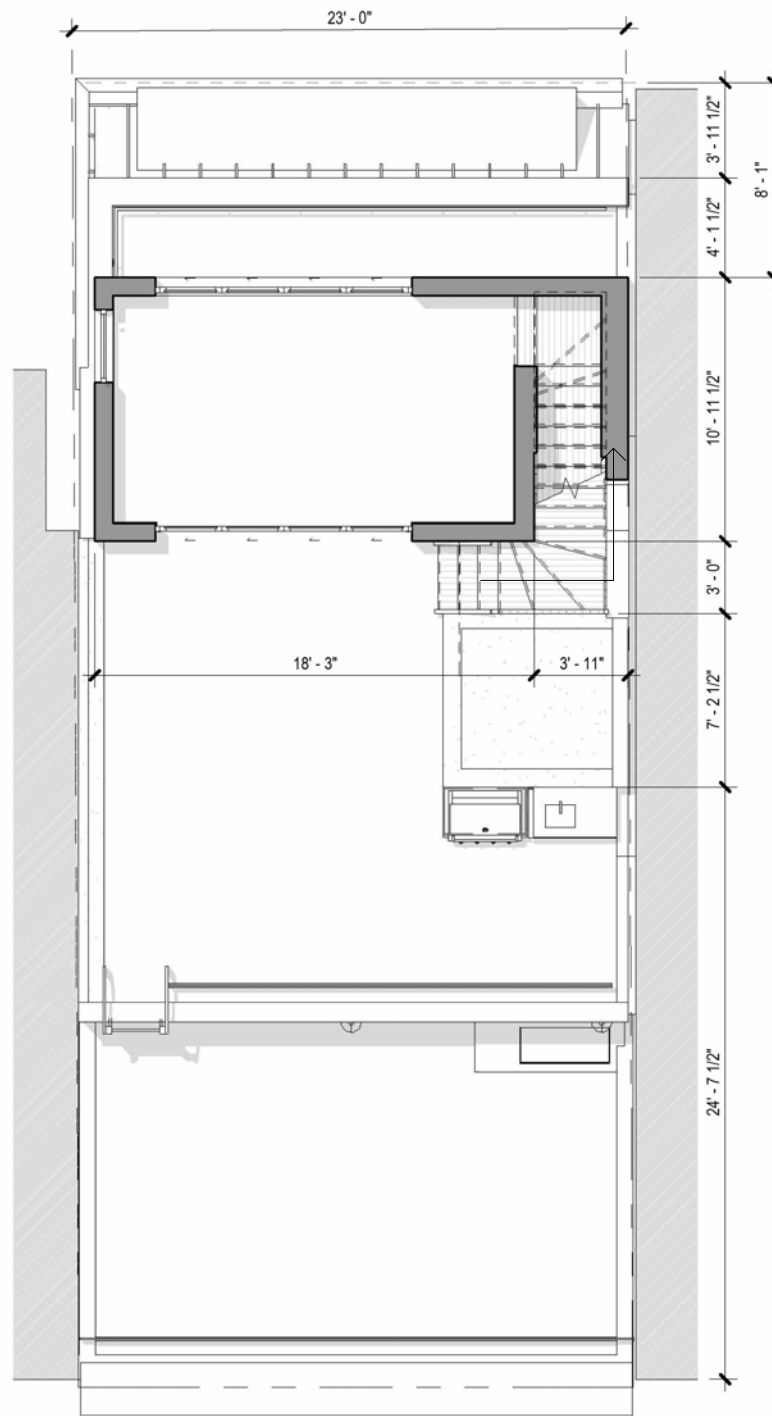 23' - 0"
3' - 11 1/2"
8' - 1"
4' - 1 1/2"
10' - 11 1/2"
3' - 0"
18' - 3"
3' - 11"
7' - 2 1/2"
24' - 7 1/2"